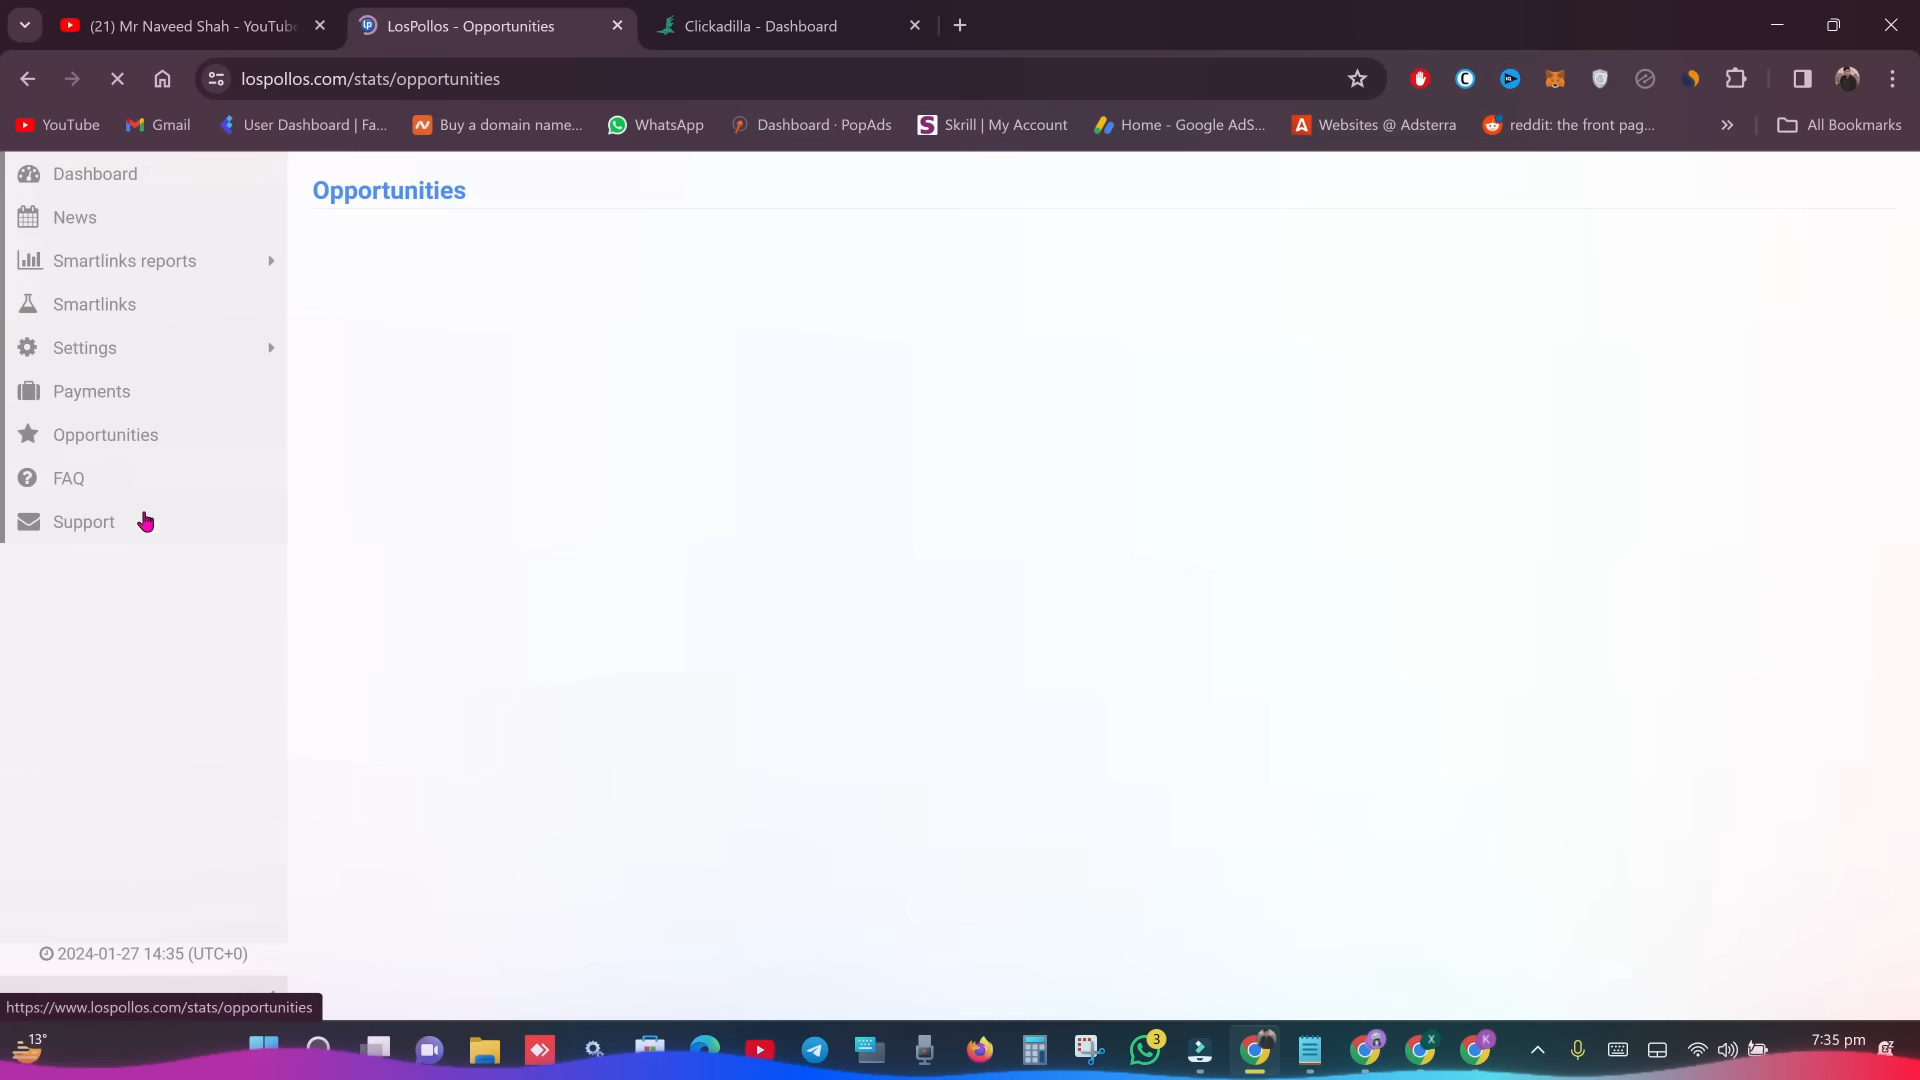 (21) Mr Naveed Shah - YouTube
LosPollos - Opportunities
Clickadilla - Dashboard
lospollos.com/stats/opportunities
YouTube
Gmail
User Dashboard | Fa...
Buy a domain name...
WhatsApp
Dashboard · PopAds
Skrill | My Account
Home - Google AdS...
Websites @ Adsterra
reddit: the front pag...
All Bookmarks
Dashboard
News
Smartlinks reports
Smartlinks
Settings
Payments
Opportunities
FAQ
Support
Opportunities
2024-01-27 14:35 (UTC+0)
https://www.lospollos.com/stats/opportunities
13°
3
7:35 pm